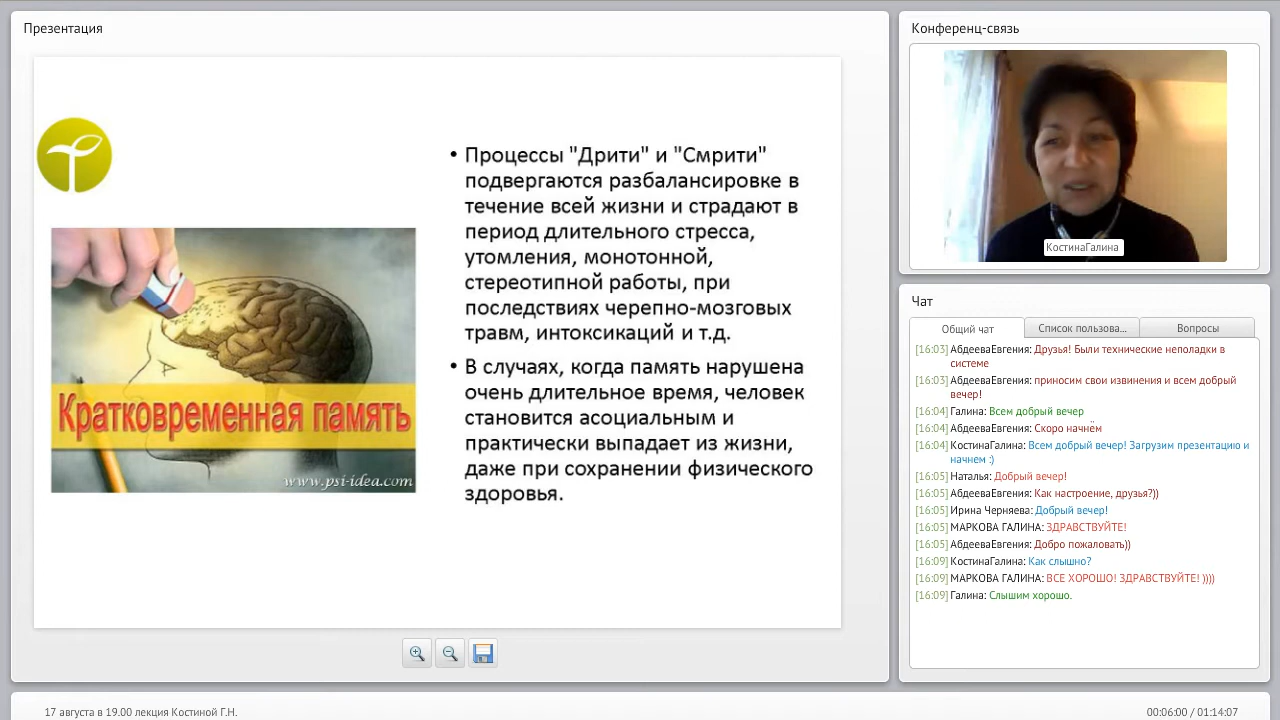 Презентация
Процессы "Дрити" и "Смрити"
подвергаются разбалансировке в
течение всей жизни и страдают в
период длительного стресса,
утомления, монотонной,
стереотипной работы, при
последствиях черепно-мозговых
травм, интоксикаций и т.д.
В случаях, когда память нарушена
очень длительное время, человек
становится асоциальным и
практически выпадает из жизни,
даже при сохранении физического
здоровья.
Кратковременная память
www.psi-idea.com
Конференц-связь
КостинаГалина
Чат
Общий чат
Список пользова...
Вопросы
[16:03] АбдееваЕвгения: Друзья! Были технические неполадки в
системе
[16:03] АбдееваЕвгения: приносим свои извинения и всем добрый
вечер!
[16:04] Галина: Всем добрый вечер
[16:04] АбдееваЕвгения: Скоро начнём
[16:04] КостинаГалина: Всем добрый вечер! Загрузим презентацию и
начнем :)
[16:05] Наталья: Добрый вечер!
[16:05] АбдееваЕвгения: Как настроение, друзья?))
[16:05] Ирина Черняева: Добрый вечер!
[16:05] МАРКОВА ГАЛИНА: ЗДРАВСТВУЙТЕ!
[16:05] АбдееваЕвгения: Добро пожаловать))
[16:09] КостинаГалина: Как слышно?
[16:09] МАРКОВА ГАЛИНА: ВСЕ ХОРОШО! ЗДРАВСТВУЙТЕ! ))))
[16:09] Галина: Слышим хорошо.
17 августа в 19.00 лекция Костиной Г.Н.
00:06:00 / 01:14:07